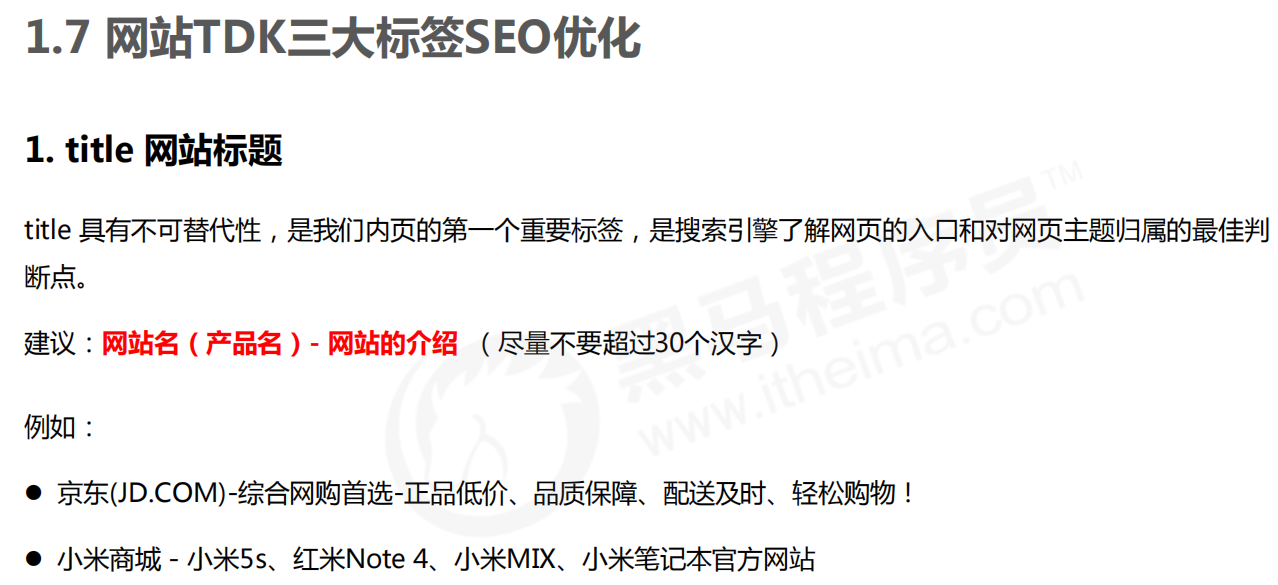 1.7 网站TDK三大标签SEO优化
1. title 网站标题
title 具有不可替代性，是我们内页的第一个重要标签，是搜索引擎了解网页的入口和对网页主题归属的最佳判
断点。
建议：网站名（产品名）- 网站的介绍 （尽量不要超过30个汉字）
例如：
● 京东(JD.COM)-综合网购首选-正品低价、品质保障、配送及时、轻松购物！
● 小米商城 - 小米5s、红米Note 4、小米MIX、小米笔记本官方网站
黑马程序员™
www.itheima.com